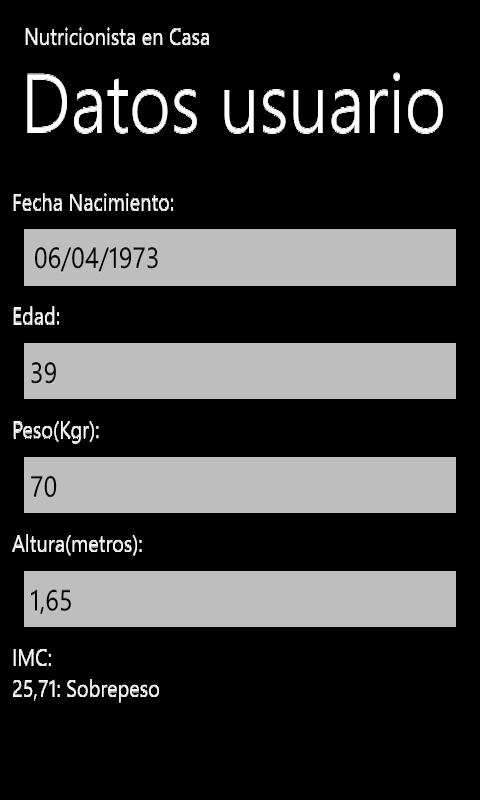 Nutricionista en Casa
Datos usuario
Fecha Nacimiento:
06/04/1973
Edad:
39
Peso(Kgr):
70
Altura(metros):
1,65
IMC:
25,71: Sobrepeso